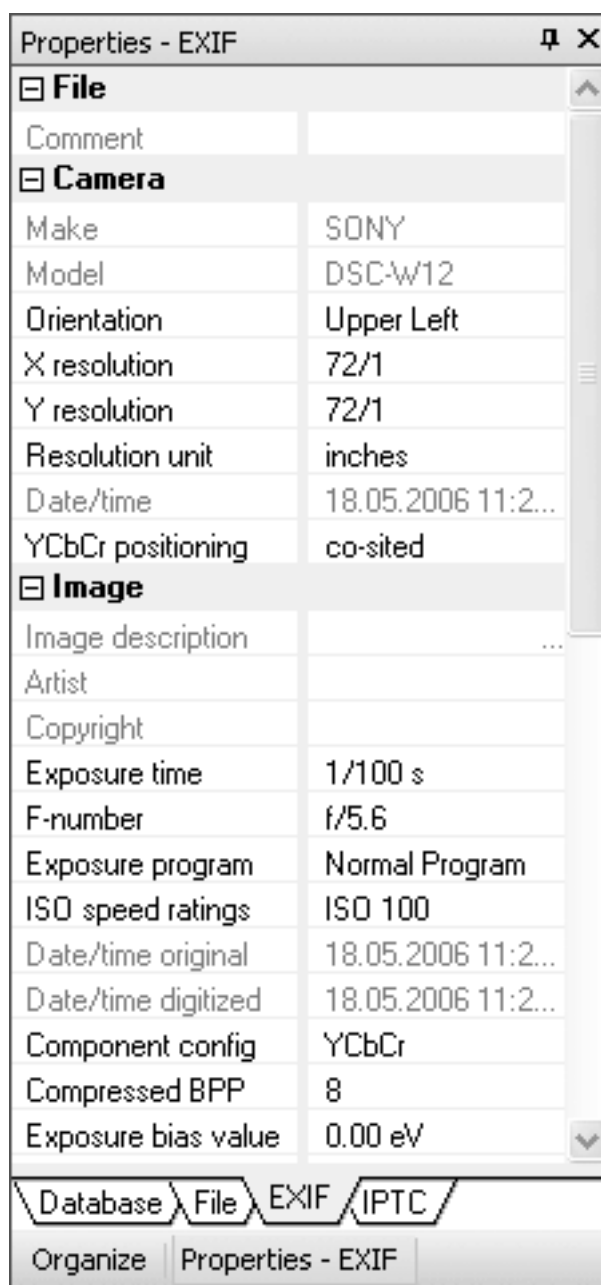 Properties - EXIF
File
Comment
Camera
Make SONY
Model DSC-W12
Orientation Upper Left
X resolution 72/1
Y resolution 72/1
Resolution unit inches
Date/time 18.05.2006 11:2...
YCbCr positioning co-sited
Image
Image description ...
Artist
Copyright
Exposure time 1/100 s
F-number f/5.6
Exposure program Normal Program
ISO speed ratings ISO 100
Date/time original 18.05.2006 11:2...
Date/time digitized 18.05.2006 11:2...
Component config YCbCr
Compressed BPP 8
Exposure bias value 0.00 eV
Database File EXIF IPTC
Organize Properties - EXIF